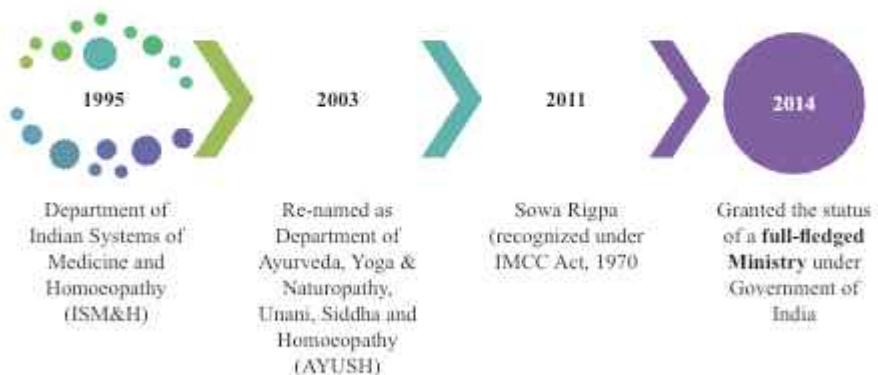 1995
Department of
Indian Systems of
Medicine and
Homoeopathy
(ISM&H)
2003
Re-named as
Department of
Ayurveda, Yoga &
Naturopathy,
Unani, Siddha and
Homoeopathy
(AYUSH)
2011
Sowa Rigpa
(recognized under
IMCC Act, 1970
2014
Granted the status
of a full-fledged
Ministry under
Government of
India